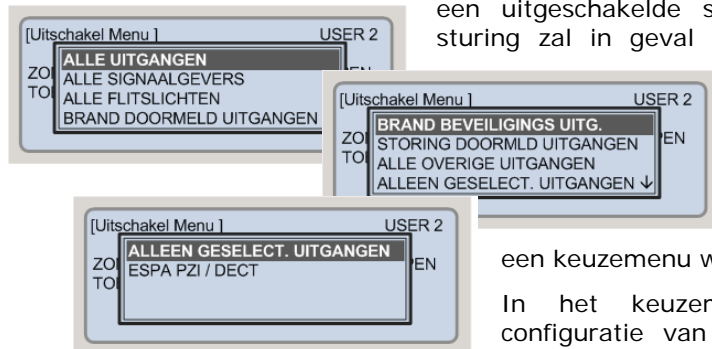 een uitgeschakelde
sturing zal in geval
[Uitschakel Menu ] USER 2
ALLE UITGANGEN
ALLE SIGNAALGEVERS
ALLE FLITSLICHTEN
BRAND DOORMELD UITGANGEN
[Uitschakel Menu ] USER 2
BRAND BEVEILIGINGS UITG.
STORING DOORMLD UITGANGEN
ALLE OVERIGE UITGANGEN
ALLEEN GESELECT. UITGANGEN ↓
[Uitschakel Menu ] USER 2
ALLEEN GESELECT. UITGANGEN
ESPA PZI / DECT
een keuzemenu
In het
configuratie van